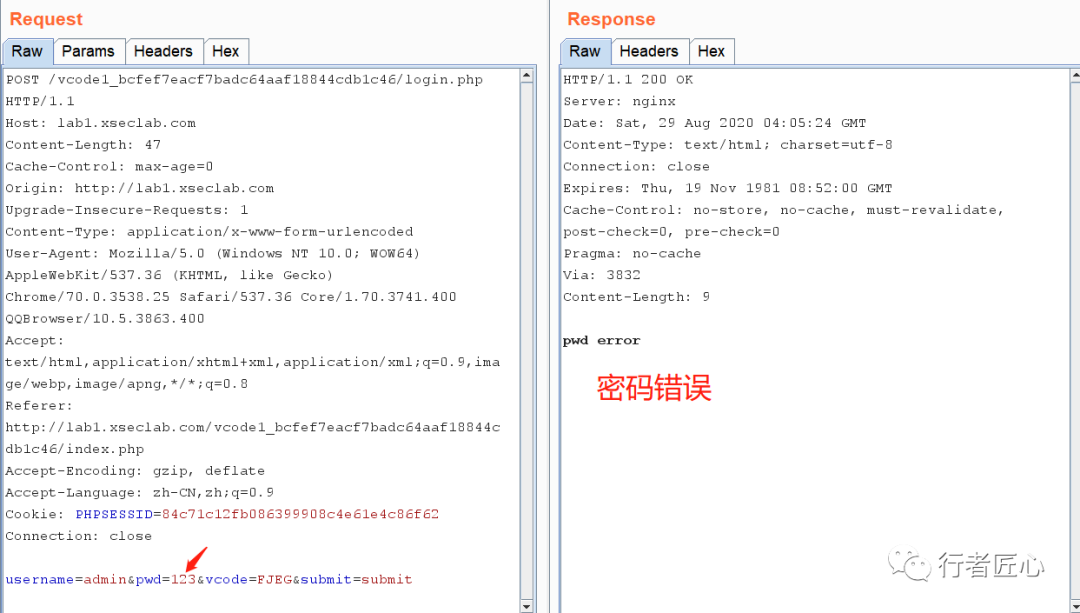 Request
Raw Params Headers Hex
POST /vcode1_bcfef7eacf7badc64aaf18844cdb1c46/login.php
HTTP/1.1
Host: lab1.xseclab.com
Content-Length: 47
Cache-Control: max-age=0
Origin: http://lab1.xseclab.com
Upgrade-Insecure-Requests: 1
Content-Type: application/x-www-form-urlencoded
User-Agent: Mozilla/5.0 (Windows NT 10.0; WOW64)
AppleWebKit/537.36 (KHTML, like Gecko)
Chrome/70.0.3538.25 Safari/537.36 Core/1.70.3741.400
QQBrowser/10.5.3863.400
Accept:
text/html,application/xhtml+xml,application/xml;q=0.9,ima
ge/webp,image/apng,*/*;q=0.8
Referer:
http://lab1.xseclab.com/vcode1_bcfef7eacf7badc64aaf18844c
db1c46/index.php
Accept-Encoding: gzip, deflate
Accept-Language: zh-CN,zh;q=0.9
Cookie: PHPSESSID=84c71c12fb086399908c4e61e4c86f62
Connection: close
username=admin&pwd=123&vcode=FJEG&submit=submit
Response
Raw Headers Hex
HTTP/1.1 200 OK
Server: nginx
Date: Sat, 29 Aug 2020 04:05:24 GMT
Content-Type: text/html; charset=utf-8
Connection: close
Expires: Thu, 19 Nov 1981 08:52:00 GMT
Cache-Control: no-store, no-cache, must-revalidate,
post-check=0, pre-check=0
Pragma: no-cache
Via: 3832
Content-Length: 9
pwd error
密码错误
行者匠心